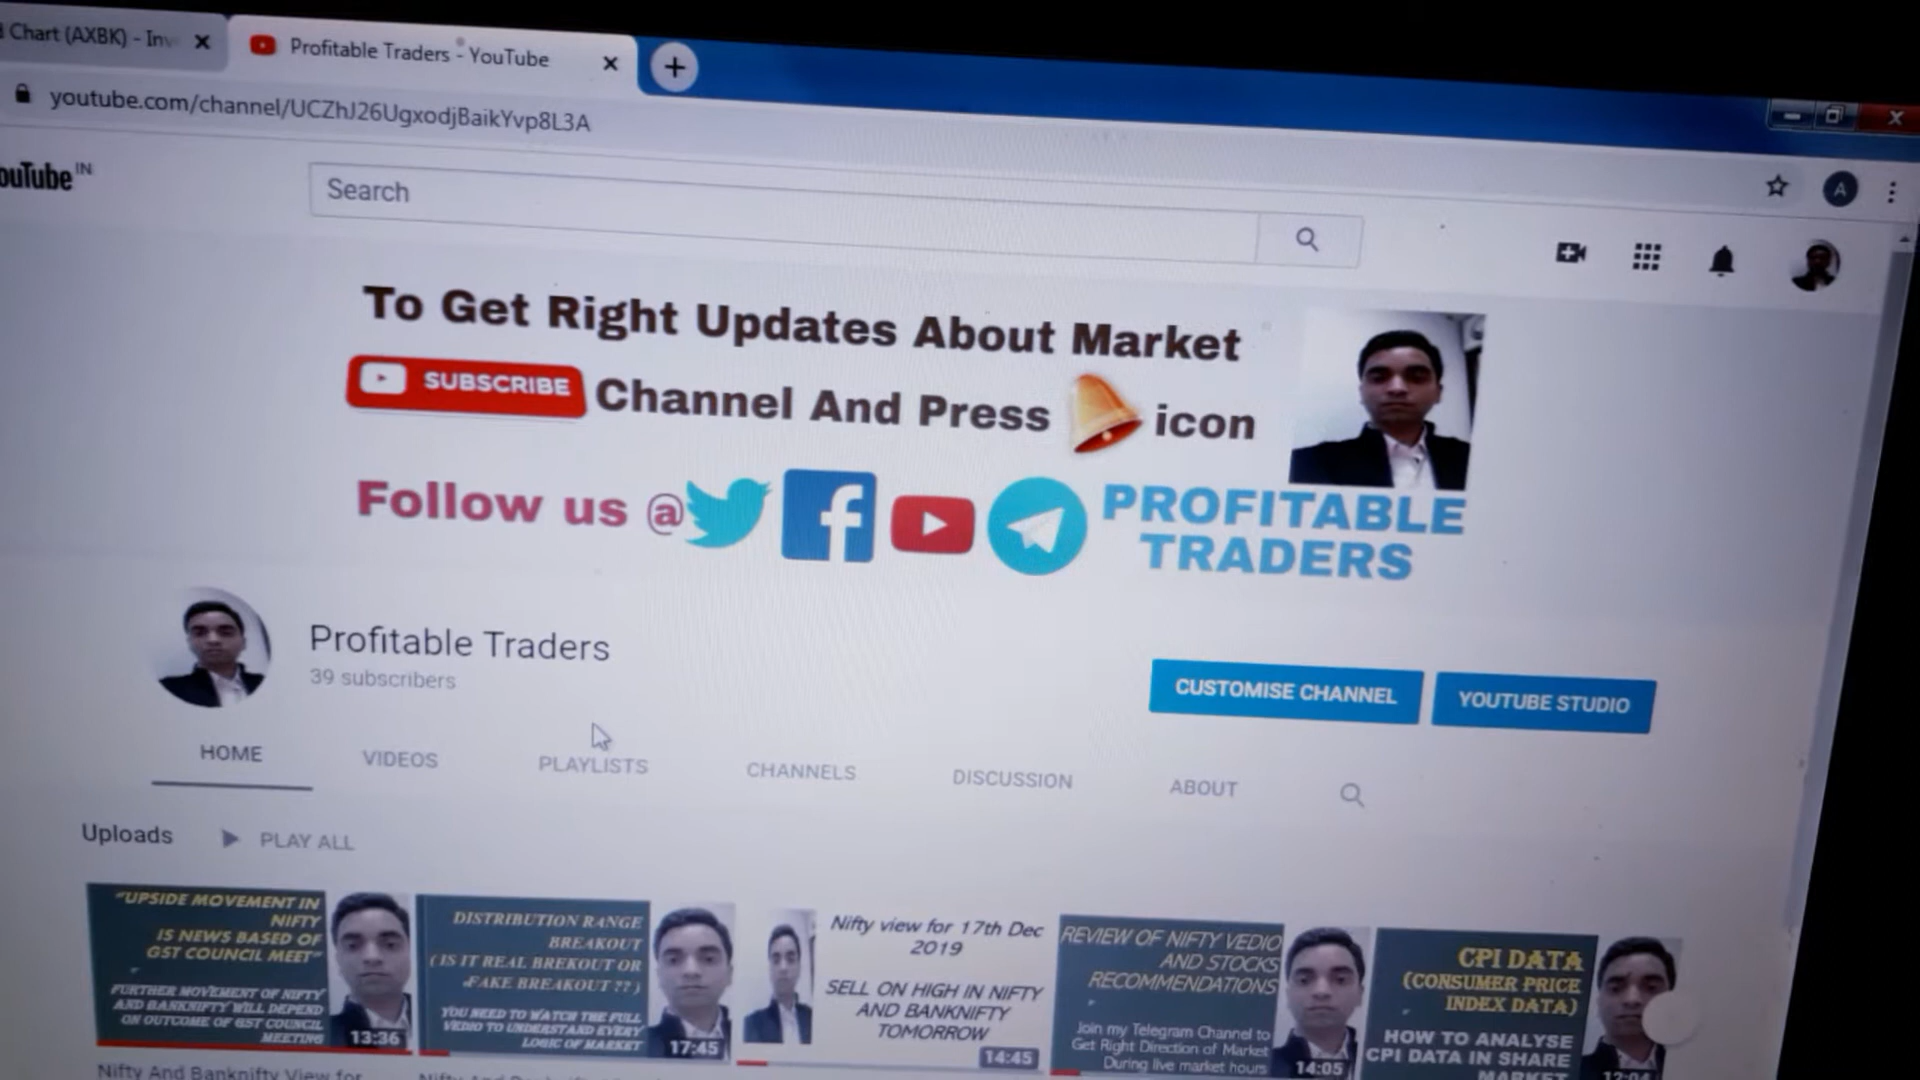 Chart (AXBK) - Inv
Profitable Traders - YouTube
youtube.com/channel/UCZhJ26UgxodjBaikYvp8L3A
ouTube IN
Search
A
To Get Right Updates About Market
SUBSCRIBE Channel And Press icon
Follow us @ f PROFITABLE
TRADERS
Profitable Traders
39 subscribers
CUSTOMISE CHANNEL
YOUTUBE STUDIO
HOME
VIDEOS
PLAYLISTS
CHANNELS
DISCUSSION
ABOUT
Uploads
PLAY ALL
"UPSIDE MOVEMENT IN
NIFTY
IS NEWS BASED OF
GST COUNCIL MEET"
FURTHER MOVEMENT OF NIFTY
AND BANKNIFTY WILL DEPEND
ON OUTCOME OF GST COUNCIL
MEETING
13:36
DISTRIBUTION RANGE
BREAKOUT
( IS IT REAL BREKOUT OR
FAKE BREAKOUT ?? )
YOU NEED TO WATCH THE FULL
VEDIO TO UNDERSTAND EVERY
LOGIC OF MARKET
17:45
Nifty view for 17th Dec
2019
SELL ON HIGH IN NIFTY
AND BANKNIFTY
TOMORROW
14:45
REVIEW OF NIFTY VEDIO
AND STOCKS
RECOMMENDATIONS
Join my Telegram Channel to
Get Right Direction of Market
During live market hours
14:05
CPI DATA
(CONSUMER PRICE
INDEX DATA)
HOW TO ANALYSE
CPI DATA IN SHARE
MARKET
12:04
Nifty And Banknifty View for